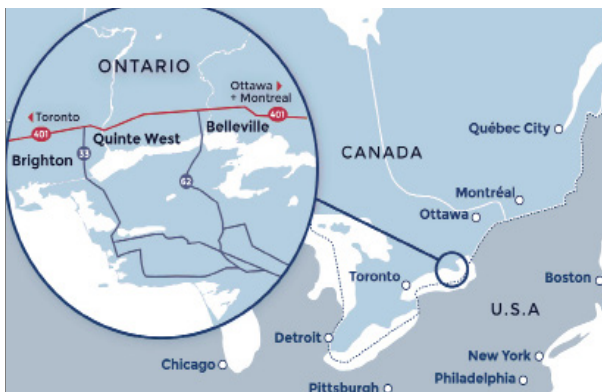 ONTARIO
Toronto
401
Ottawa
+ Montreal
401
Quinte West
Belleville
Brighton
33
62
Québec City
CANADA
Montréal
Ottawa
Toronto
Boston
U.S.A
Detroit
New York
Chicago
Philadelphia
Pittsburgh